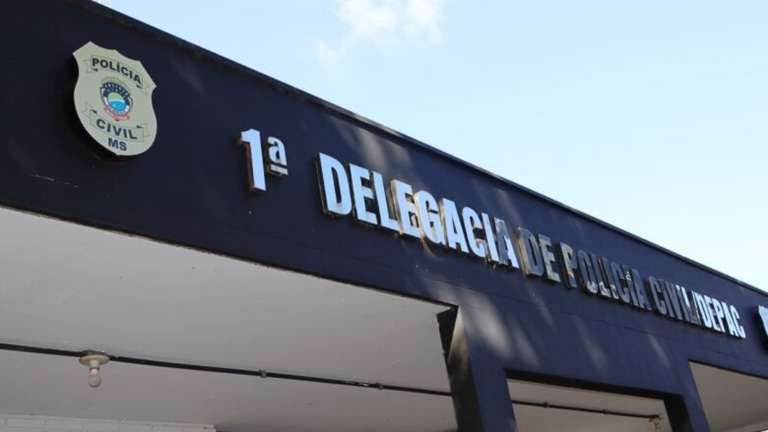 POLÍCIA
CIVIL
MS
1ª DELEGACIA DE POLÍCIA CIVIL/DEPAC